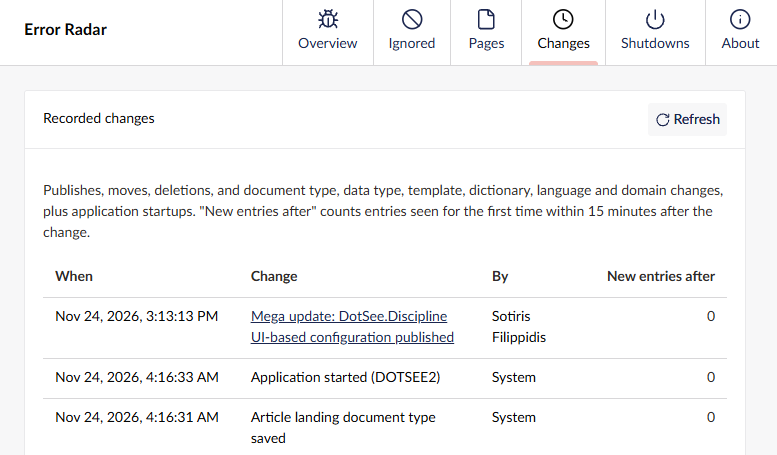 Error Radar
Overview
Ignored
Pages
Changes
Shutdowns
About
Recorded changes
Refresh
Publishes, moves, deletions, and document type, data type, template, dictionary, language and domain changes,
plus application startups. "New entries after" counts entries seen for the first time within 15 minutes after the
change.
When Change By New entries after
Nov 24, 2026, 3:13:13 PM Mega update: DotSee.Discipline Sotiris 0
UI-based configuration published Filippidis
Nov 24, 2026, 4:16:33 AM Application started (DOTSEE2) System 0
Nov 24, 2026, 4:16:31 AM Article landing document type System 0
saved